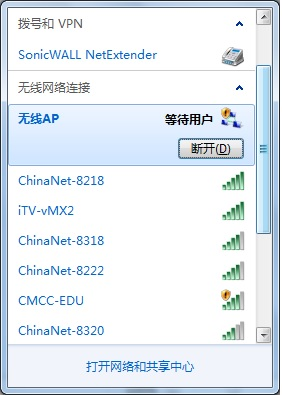 拨号和 VPN
SonicWALL NetExtender
无线网络连接
无线AP 等待用户
断开(D)
ChinaNet-8218
iTV-vMX2
ChinaNet-8318
ChinaNet-8222
CMCC-EDU
ChinaNet-8320
打开网络和共享中心